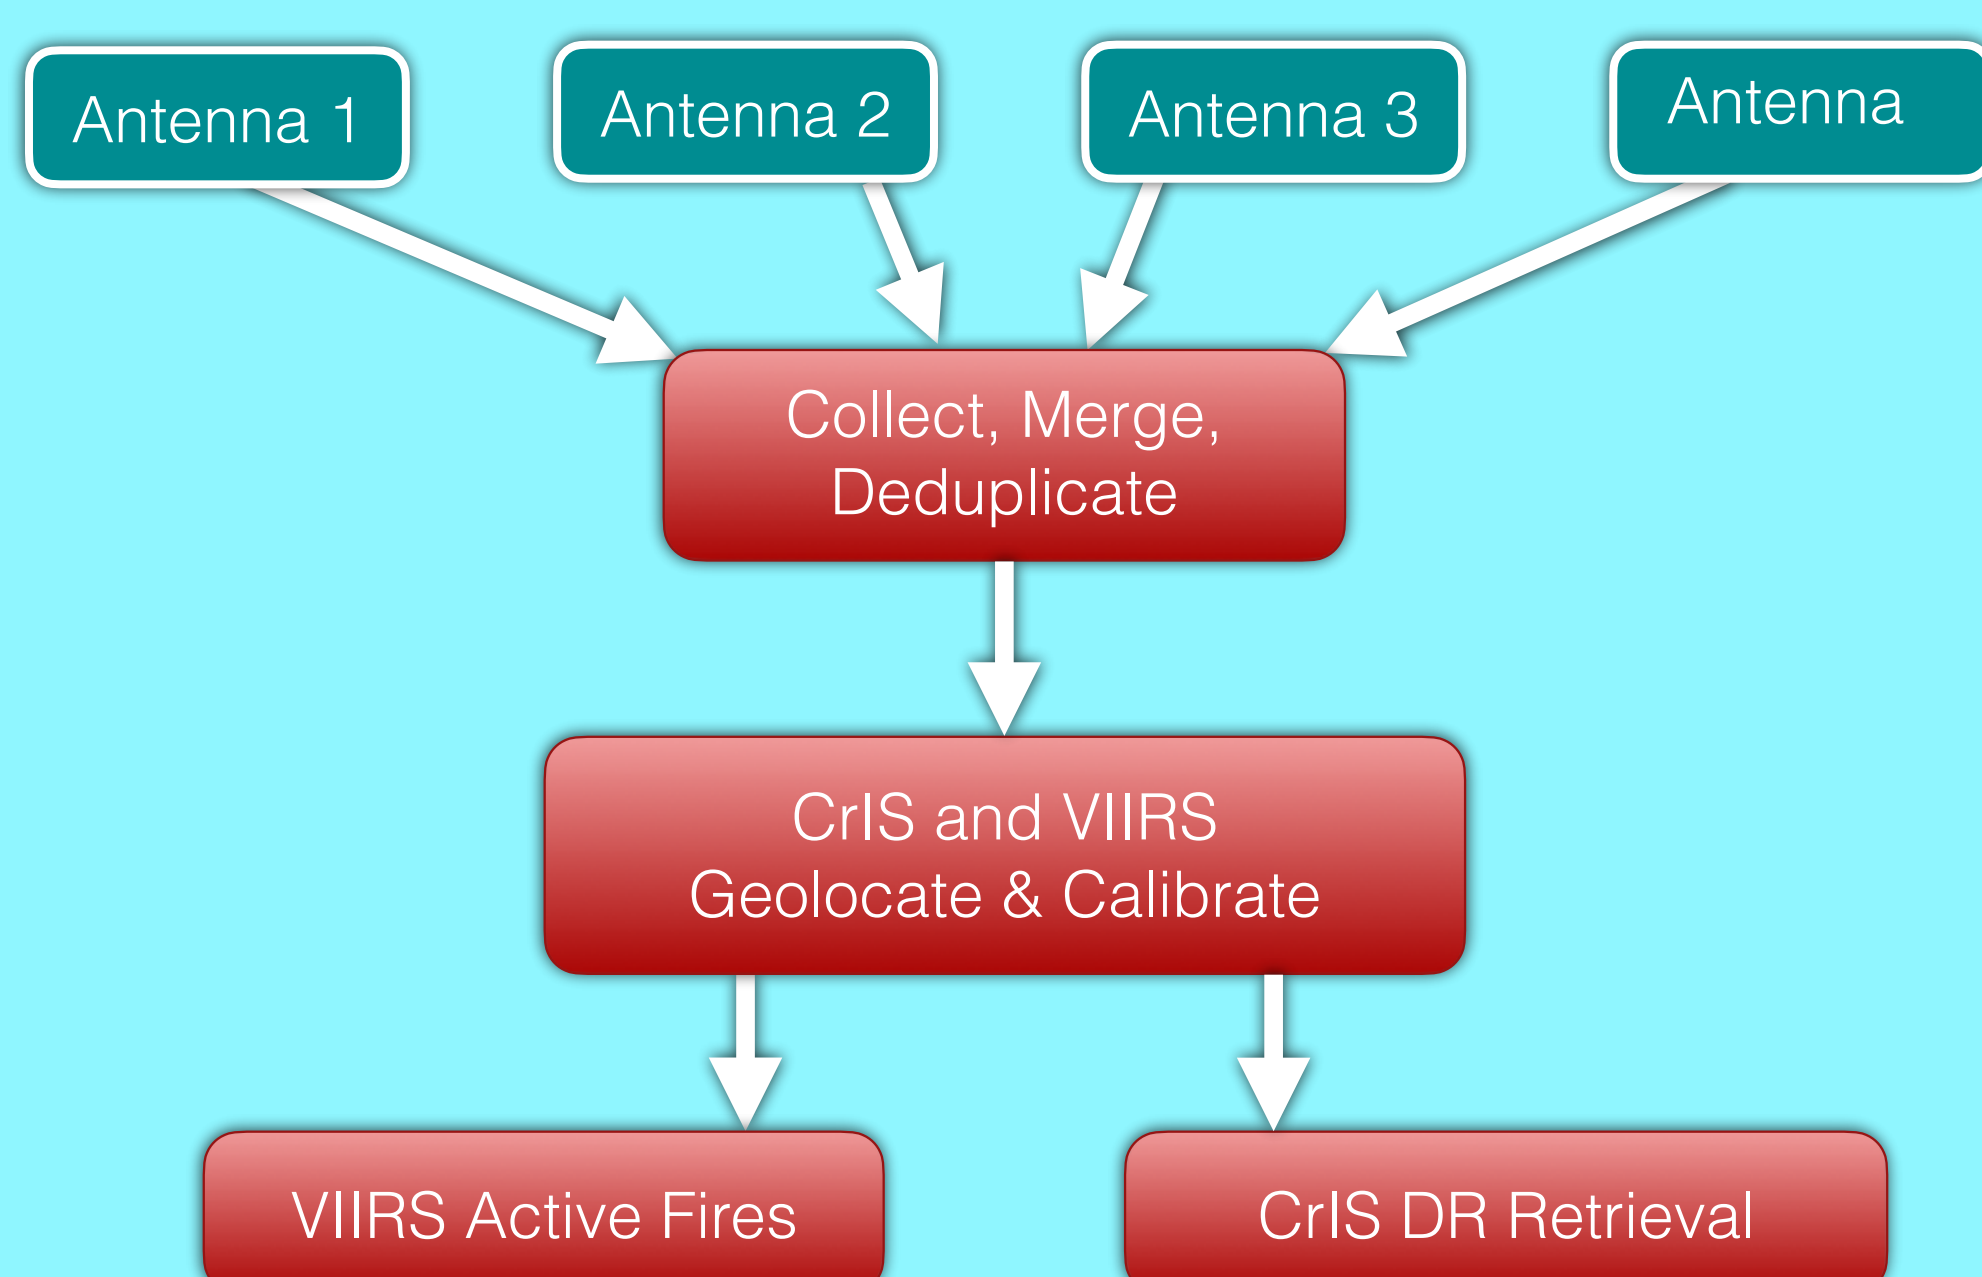 Antenna 1
Antenna 2
Antenna 3
Antenna
Collect, Merge,
Deduplicate
CrIS and VIIRS
Geolocate & Calibrate
VIIRS Active Fires
CrIS DR Retrieval